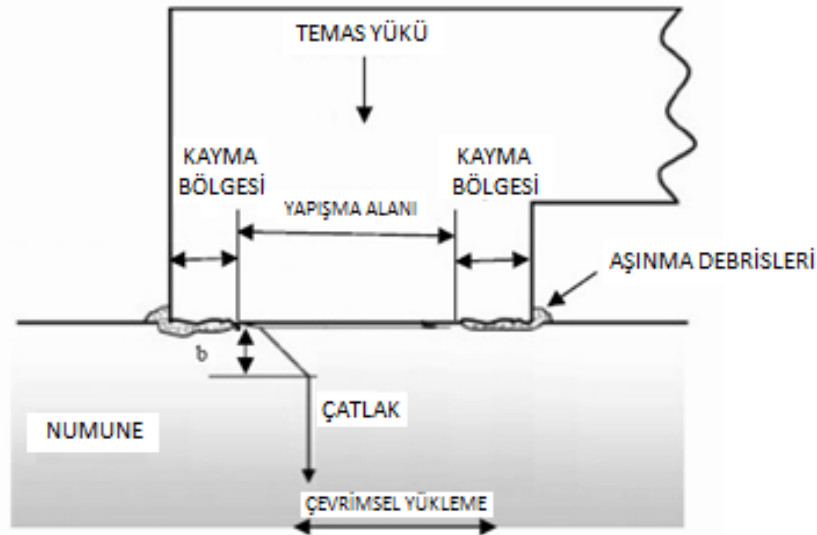 TEMAS YÜKÜ
KAYMA
BÖLGESİ
YAPIŞMA ALANI
KAYMA
BÖLGESİ
AŞINMA DEBRİSLERİ
b
ÇATLAK
NUMUNE
ÇEVRİMSEL YÜKLEME